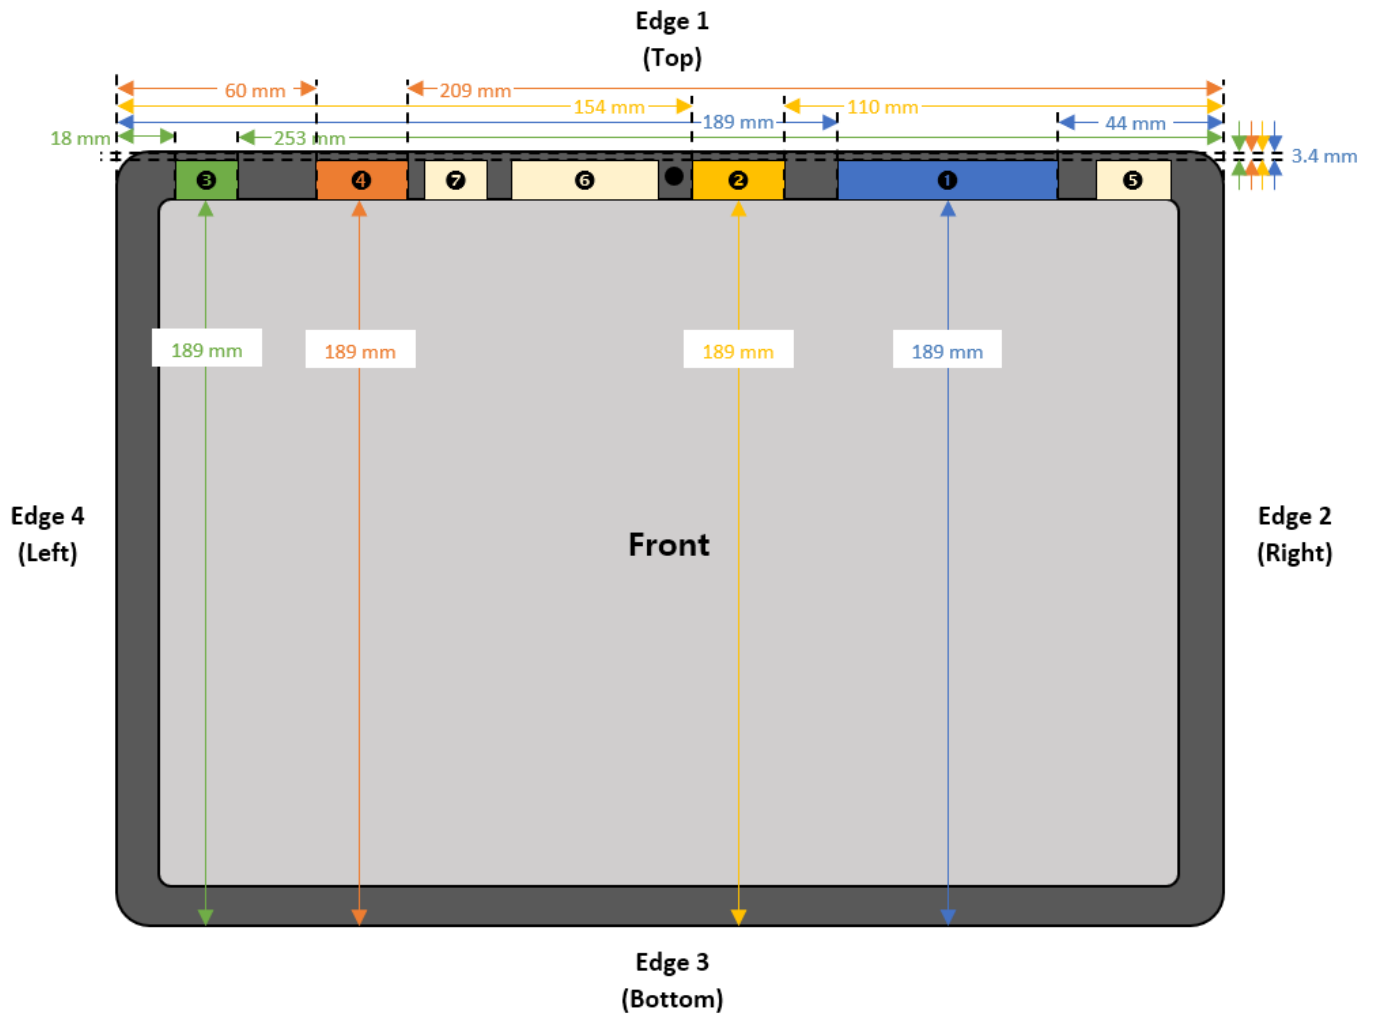 Edge 1
(Top)
60 mm
209 mm
154 mm
110 mm
189 mm
44 mm
18 mm
253 mm
3.4 mm
❸
❹
❼
❻
❷
❶
❺
189 mm
189 mm
189 mm
189 mm
Edge 4
(Left)
Front
Edge 2
(Right)
Edge 3
(Bottom)